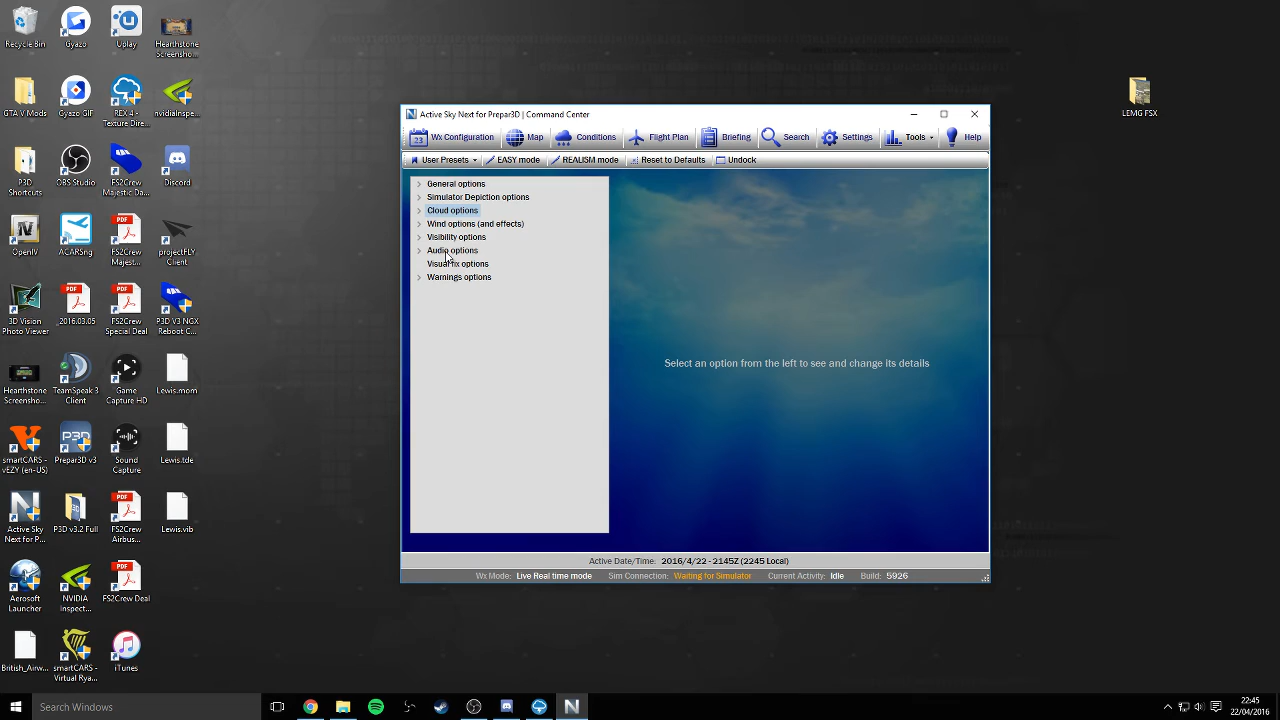 Recycle Bin
Gyazo
Uplay
Hearthstone
Screensho...
GTA V Mods
Gyazo GIF
REX 4 -
Texture Dire...
nvidiaInspe...
P3D
Shortcuts
OBS Studio
FS2Crew
Majestic Da...
Discord
OpenIV
ACARSng
FS2Crew
Majest...
projectFLY
Client
3D Vision
Photo Viewer
2016.03.05
FS2Crew
Special Deal
P3D V3 NGX
Reboot C...
Hearthstone
Screensho...
TeamSpeak 3
Client
Game
Capture HD
Lewis.mom
smartCARS -
vEZY (en-US)
Prepar3D v3
Sound
Capture
Lewis.tde
Active Sky
Next for P...
P3D v3.2 Full
FS2Crew
Airbus...
Lewis.vib
Aerosoft
Launcher
NVIDIA
Inspect...
FS2Crew Deal
British_Airw...
smartCARS -
Virtual Rya...
iTunes
LEMG FSX
Active Sky Next for Prepar3D | Command Center
23 Wx Configuration Map Conditions Flight Plan Briefing Search Settings Tools Help
User Presets EASY mode REALISM mode Reset to Defaults Undock
General options
Simulator Depiction options
Cloud options
Wind options (and effects)
Visibility options
Audio options
Visual fix options
Warnings options
Select an option from the left to see and change its details
Active Date/Time: 2016/4/22 - 2145Z (2245 Local)
Wx Mode: Live Real time mode Sim Connection: Waiting for Simulator Current Activity: Idle Build: 5926
Search Windows
22:45
22/04/2016